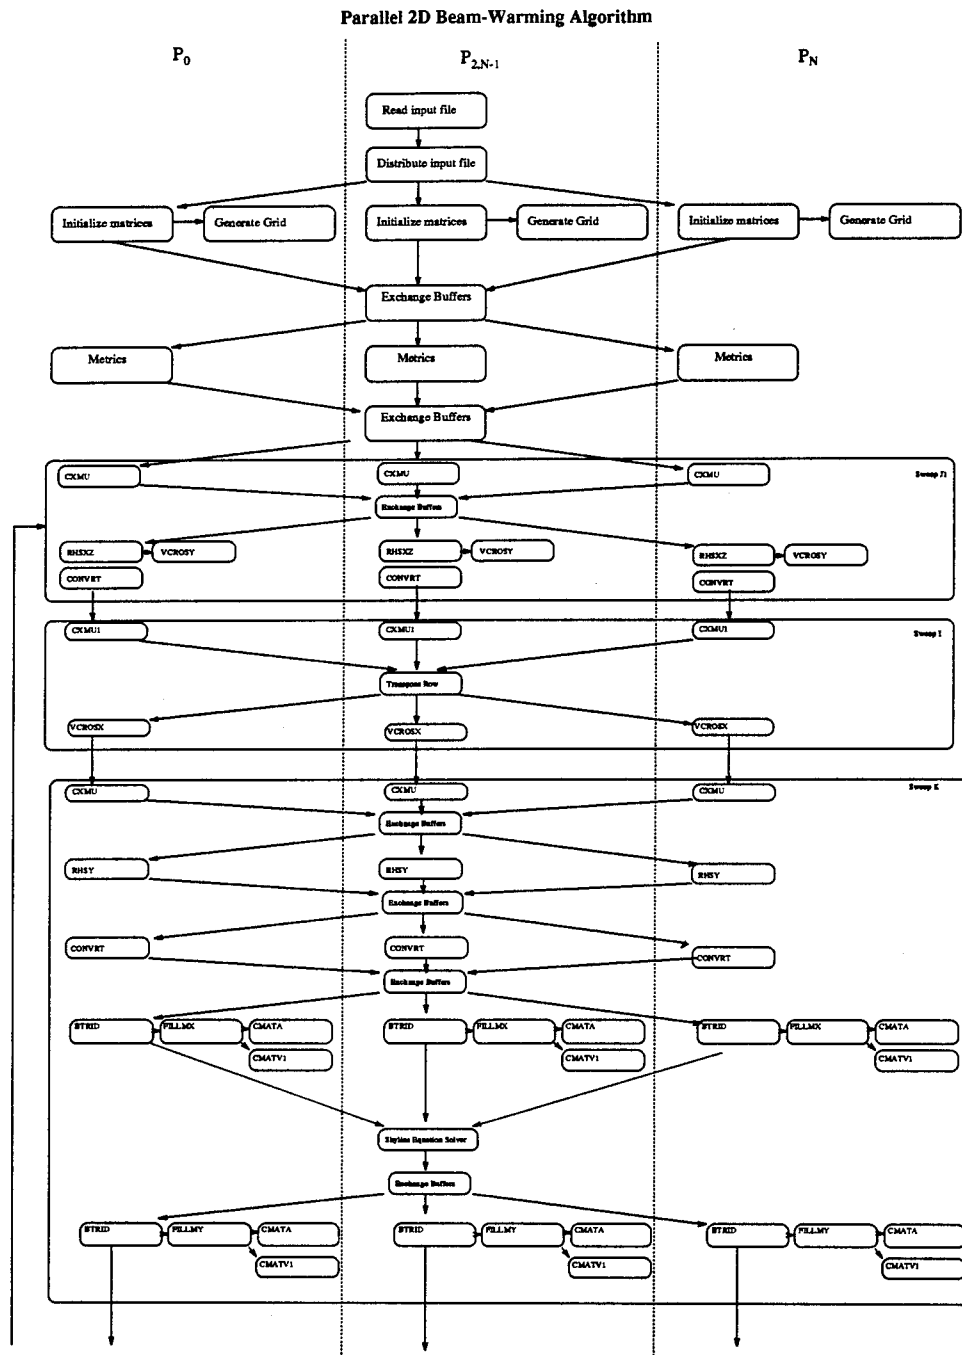 Parallel 2D Beam-Warming Algorithm
P0 P2,N-1 PN
Read input file
Distribute input file
Initialize matrices Generate Grid Initialize matrices Generate Grid Initialize matrices Generate Grid
Exchange Buffers
Metrics Metrics Metrics
Exchange Buffers
CXMU CXMU CXMU Sweep
Exchange Buffers
RHSXZ VCROSY RHSXZ VCROSY RHSXZ VCROSY
CONVRT CONVRT CONVRT
CXMU1 CXMU1 CXMU1 Sweep I
Transpose Row
VCROSX VCROSX VCROSX
CXMU CXMU CXMU Sweep K
Exchange Buffers
RHSY RHSY RHSY
Exchange Buffers
CONVRT CONVRT CONVRT
Exchange Buffers
BTRID FILLMX CMATA BTRID FILLMX CMATA BTRID FILLMX CMATA
CMATV1 CMATV1 CMATV1
Skyline Equation Solver
Exchange Buffers
BTRID FILLMY CMATA BTRID FILLMY CMATA BTRID FILLMY CMATA
CMATV1 CMATV1 CMATV1